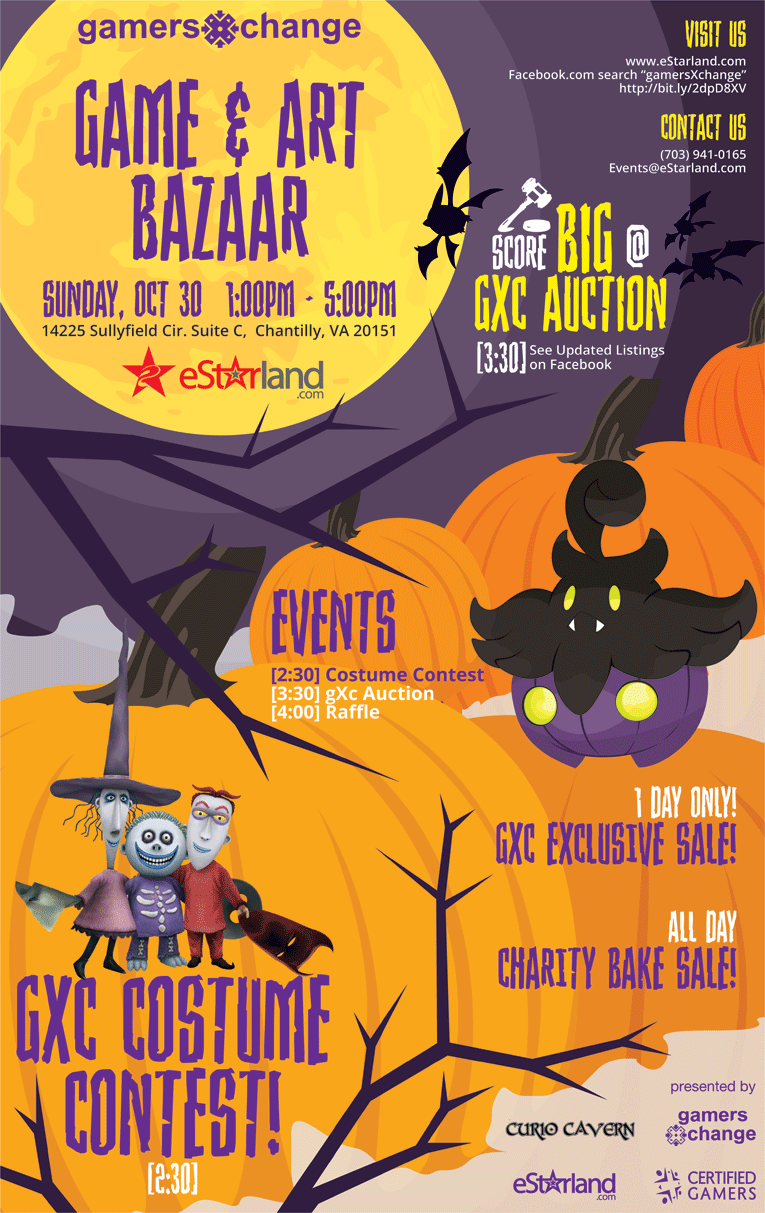 gamers change
GAME & ART
BAZAAR
SUNDAY, OCT 30 1:00PM - 5:00PM
14225 Sullyfield Cir. Suite C, Chantilly, VA 20151
2 eStarland
.com
VISIT US
www.eStarland.com
Facebook.com search “gamersXchange”
http://bit.ly/2dpD8XV
CONTACT US
(703) 941-0165
Events@eStarland.com
SCORE BIG @
GXC AUCTION
[3:30] See Updated Listings
on Facebook
EVENTS
[2:30] Costume Contest
[3:30] gXc Auction
[4:00] Raffle
1 DAY ONLY!
GXC EXCLUSIVE SALE!
ALL DAY
CHARITY BAKE SALE!
GXC COSTUME
CONTEST!
[2:30]
presented by
CURIO CAVERN
gamers
change
eStarland
.com
CERTIFIED
GAMERS